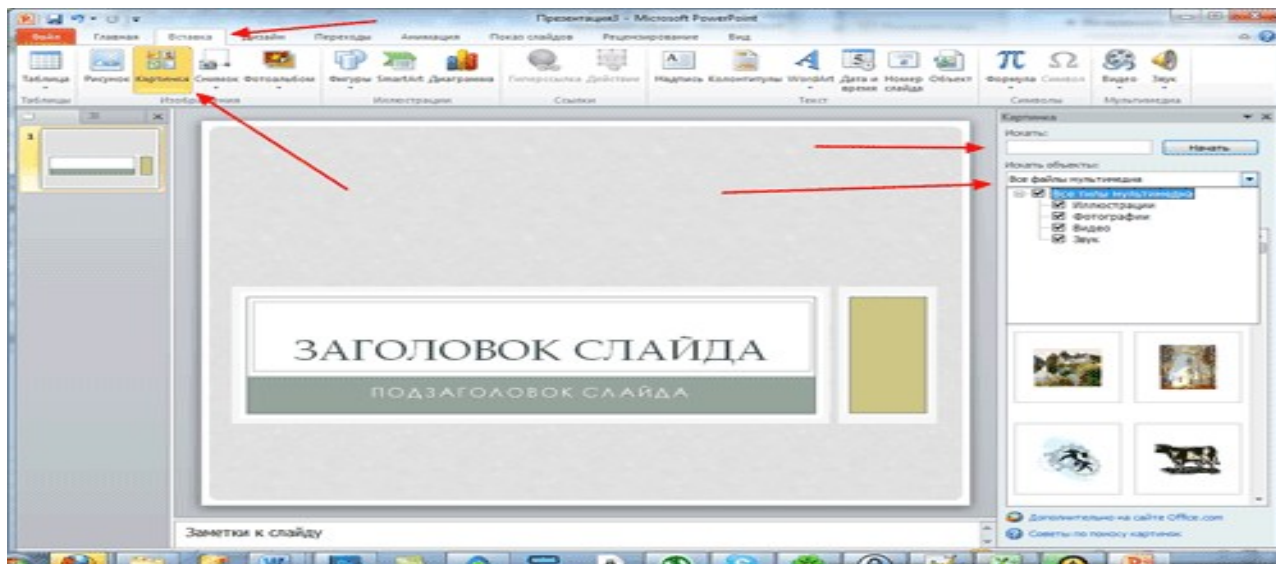 Презентация3 - Microsoft PowerPoint
Файл Главная Вставка Дизайн Переходы Анимация Показ слайдов Рецензирование Вид
Таблица Рисунок Картинка Снимок Фотоальбом Фигуры SmartArt Диаграмма Гиперссылка Действие Надпись Колонтитулы WordArt Дата и время Номер слайда Объект Формула Символ Видео Звук
Таблицы Изображения Иллюстрации Ссылки Текст Символы Мультимедиа
1
ЗАГОЛОВОК СЛАЙДА
ПОДЗАГОЛОВОК СЛАЙДА
Заметки к слайду
Картинка
Искать:
Начать
Искать объекты:
Все файлы мультимедиа
Все типы мультимедиа
Иллюстрации
Фотографии
Видео
Звук
Дополнительно на сайте Office.com
Советы по поиску картинок